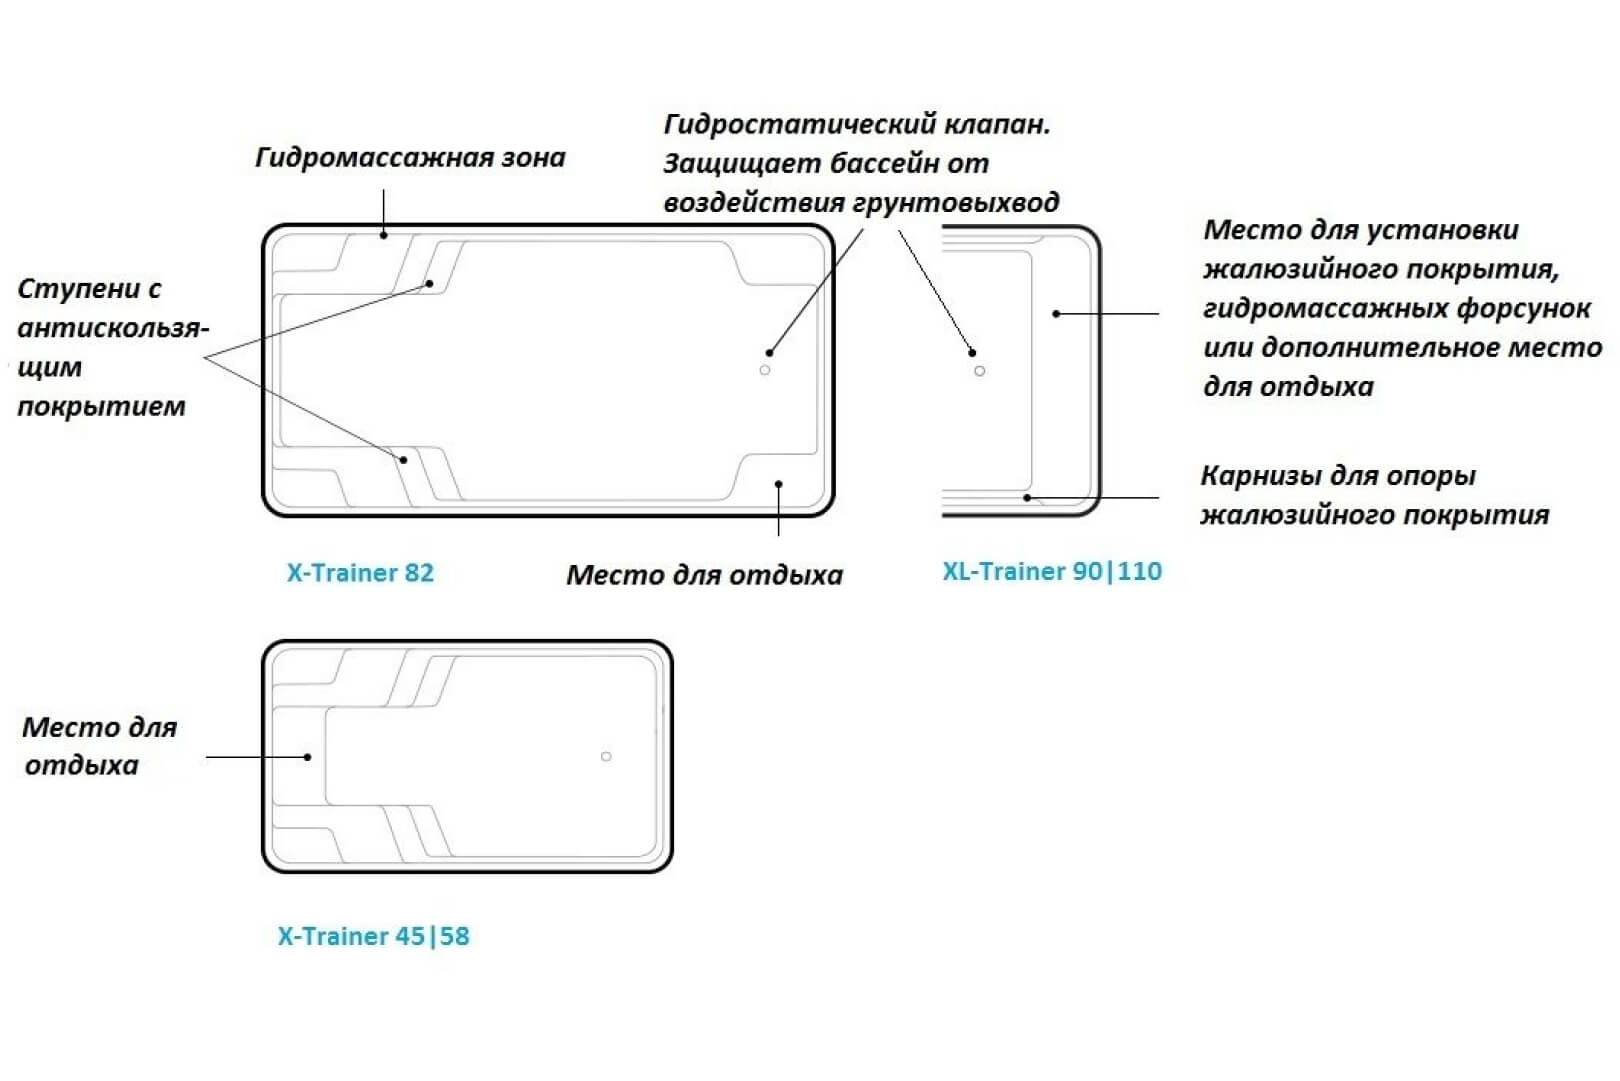 Гидромассажная зона
Гидростатический клапан.
Защищает бассейн от
воздействия грунтовыхвод
Ступени с
антискользя-
щим
покрытием
Место для установки
жалюзийного покрытия,
гидромассажных форсунок
или дополнительное место
для отдыха
Карнизы для опоры
жалюзийного покрытия
X-Trainer 82
Место для отдыха
XL-Trainer 90|110
Место для
отдыха
X-Trainer 45|58